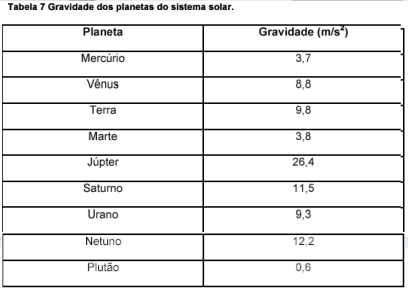 Tabela 7 Gravidade dos planetas do sistema solar.
Planeta Gravidade (m/s²)
Mercúrio 3,7
Vênus 8,8
Terra 9,8
Marte 3,8
Júpter 26,4
Saturno 11,5
Urano 9,3
Netuno 12,2
Plutão 0,6